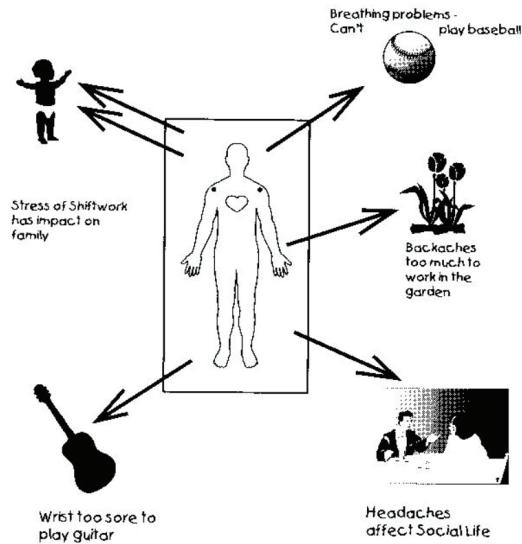 Breathing problems -
Can't play baseball
Stress of Shiftwork
has impact on
family
Backaches
too much to
work in the
garden
Wrist too sore to
play guitar
Headaches
affect Social Life